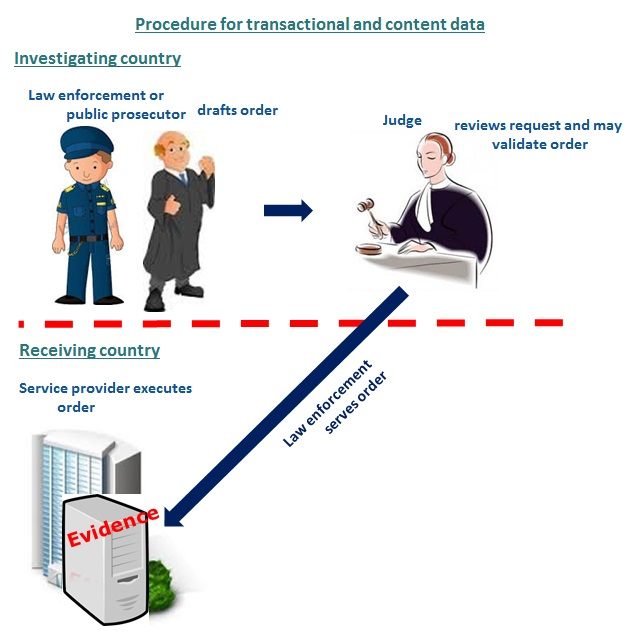 Procedure for transactional and content data
Investigating country
Law enforcement or
public prosecutor
drafts order
Judge
reviews request and may
validate order
Receiving country
Service provider executes
order
Law enforcement
serves order
Evidence